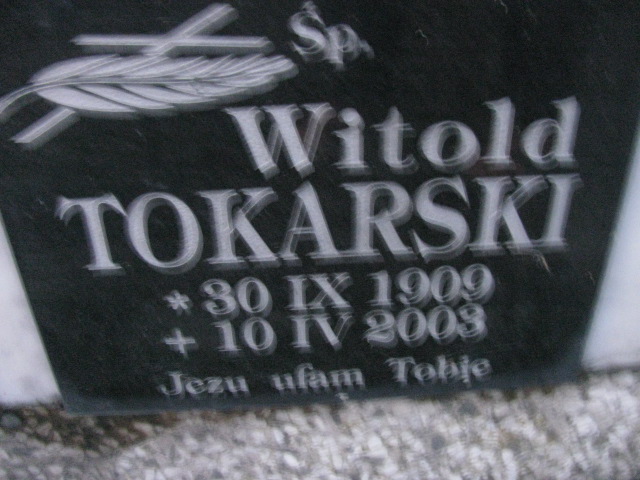 Śp.
Witold
TOKARSKI
* 30 IX 1909
+ 10 IV 2003
Jezu ufam Tobie